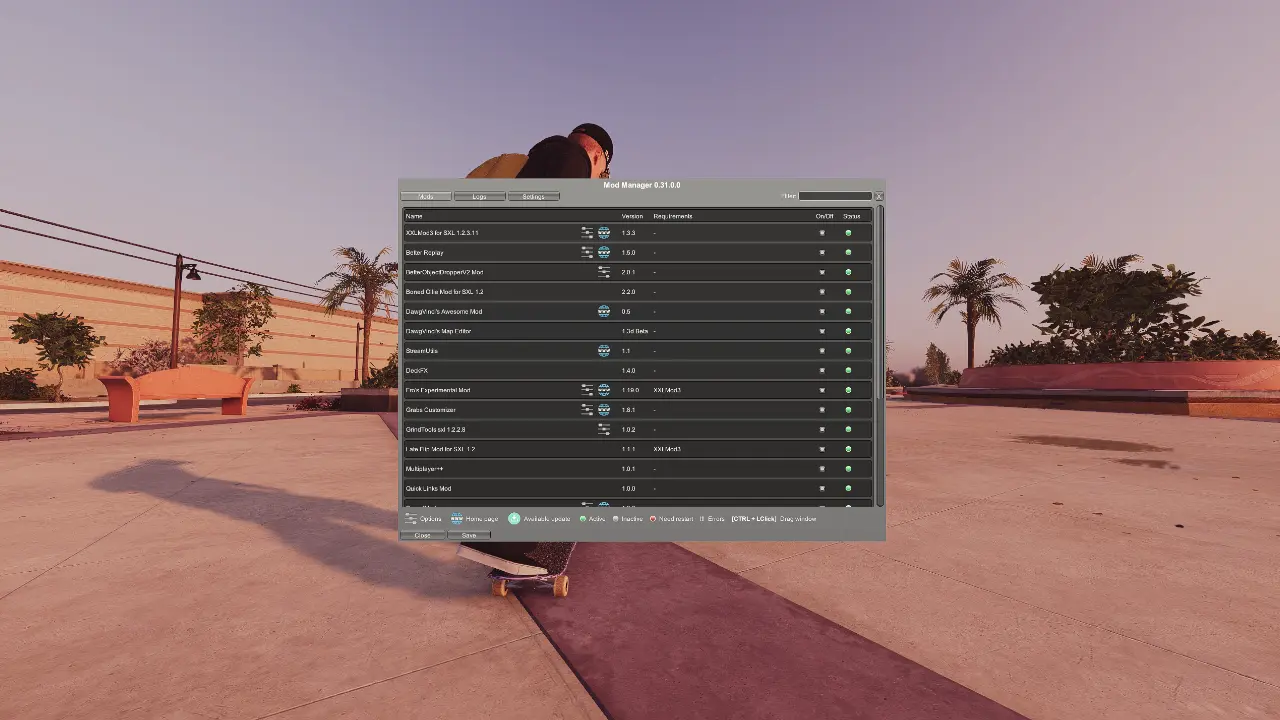 Mod Manager 0.31.0.0
Mods Logs Settings Filter: X
Name Version Requirements On/Off Status
XXLMod3 for SXL 1.2.3.11 1.3.3 -
Better Replay 1.5.0 -
BetterObjectDropperV2 Mod 2.0.1 -
Boned Ollie Mod for SXL 1.2 2.2.0 -
DawgVinci's Awesome Mod 0.5 -
DawgVinci's Map Editor 1.3d Beta -
StreamUtils 1.1 -
DeckFX 1.4.0 -
Fro's Experimental Mod 1.19.0 XXLMod3
Grabs Customizer 1.8.1 -
GrindTools sxl 1.2.2.8 1.0.2 -
Late Flip Mod for SXL 1.2 1.1.1 XXLMod3
Multiplayer++ 1.0.1 -
Quick Links Mod 1.0.0 -
Options Home page Available update Active Inactive Need restart !!! Errors [CTRL + LClick] Drag window
Close Save